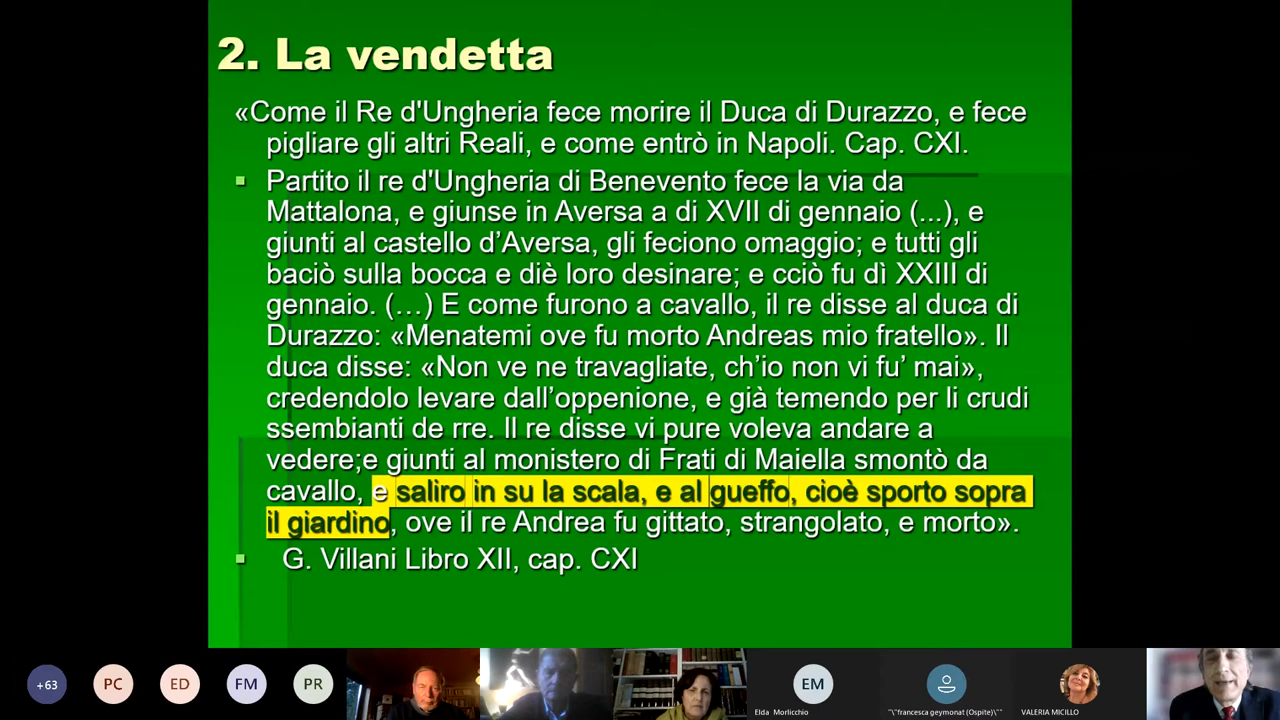 2. La vendetta
«Come il Re d'Ungheria fece morire il Duca di Durazzo, e fece
pigliare gli altri Reali, e come entrò in Napoli. Cap. CXI.
Partito il re d'Ungheria di Benevento fece la via da
Mattalona, e giunse in Aversa a di XVII di gennaio (...), e
giunti al castello d’Aversa, gli feciono omaggio; e tutti gli
baciò sulla bocca e diè loro desinare; e cciò fu dì XXIII di
gennaio. (…) E come furono a cavallo, il re disse al duca di
Durazzo: «Menatemi ove fu morto Andreas mio fratello». Il
duca disse: «Non ve ne travagliate, ch’io non vi fu’ mai»,
credendolo levare dall’oppenione, e già temendo per li crudi
ssembianti de rre. Il re disse vi pure voleva andare a
vedere;e giunti al monistero di Frati di Maiella smontò da
cavallo, e saliro in su la scala, e al gueffo, cioè sporto sopra
il giardino, ove il re Andrea fu gittato, strangolato, e morto».
G. Villani Libro XII, cap. CXI
+63
PC
ED
FM
PR
EM
Elda Morlicchio
"\"francesca geymonat (Ospite)\""
VALERIA MICILLO